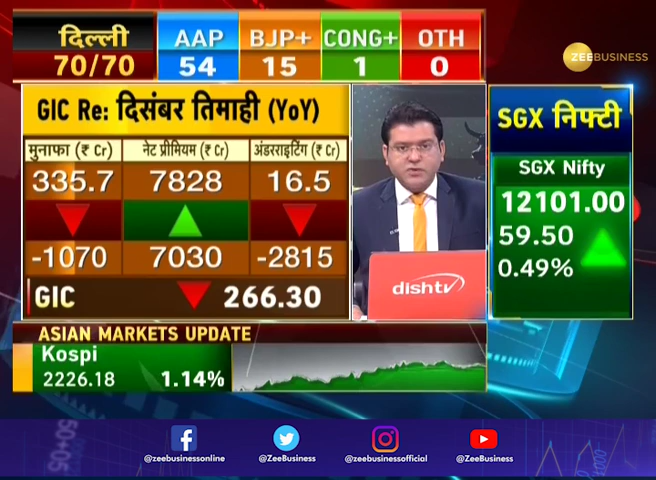 दिल्ली AAP BJP+ CONG+ OTH
70/70 54 15 1 0
ZEEBUSINESS
GIC Re: दिसंबर तिमाही (YoY)
मुनाफा (₹ Cr) नेट प्रीमियम (₹ Cr) अंडरराइटिंग (₹ Cr)
335.7 7828 16.5
-1070 7030 -2815
GIC 266.30
dishtv
SGX निफ्टी
SGX Nifty
12101.00
59.50
0.49%
ASIAN MARKETS UPDATE
Kospi
2226.18 1.14%
@zeebusinessonline @ZeeBusiness @zeebusinessofficial @ZeeBusiness